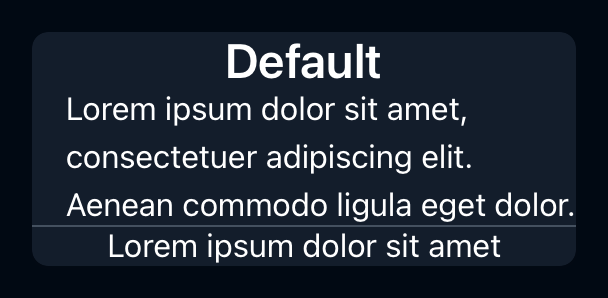 Default
Lorem ipsum dolor sit amet,
consectetuer adipiscing elit.
Aenean commodo ligula eget dolor.
Lorem ipsum dolor sit amet